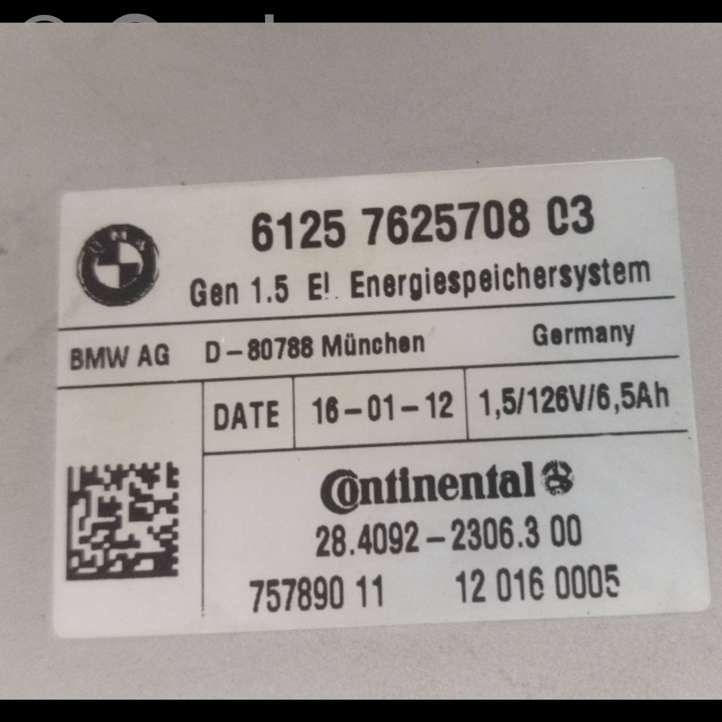 6125 7625708 03
Gen 1.5 El. Energiespeichersystem
BMW AG D-80788 München Germany
DATE 16-01-12 1,5/126V/6,5Ah
Continental
28.4092-2306.3 00
757890 11 12 016 0005